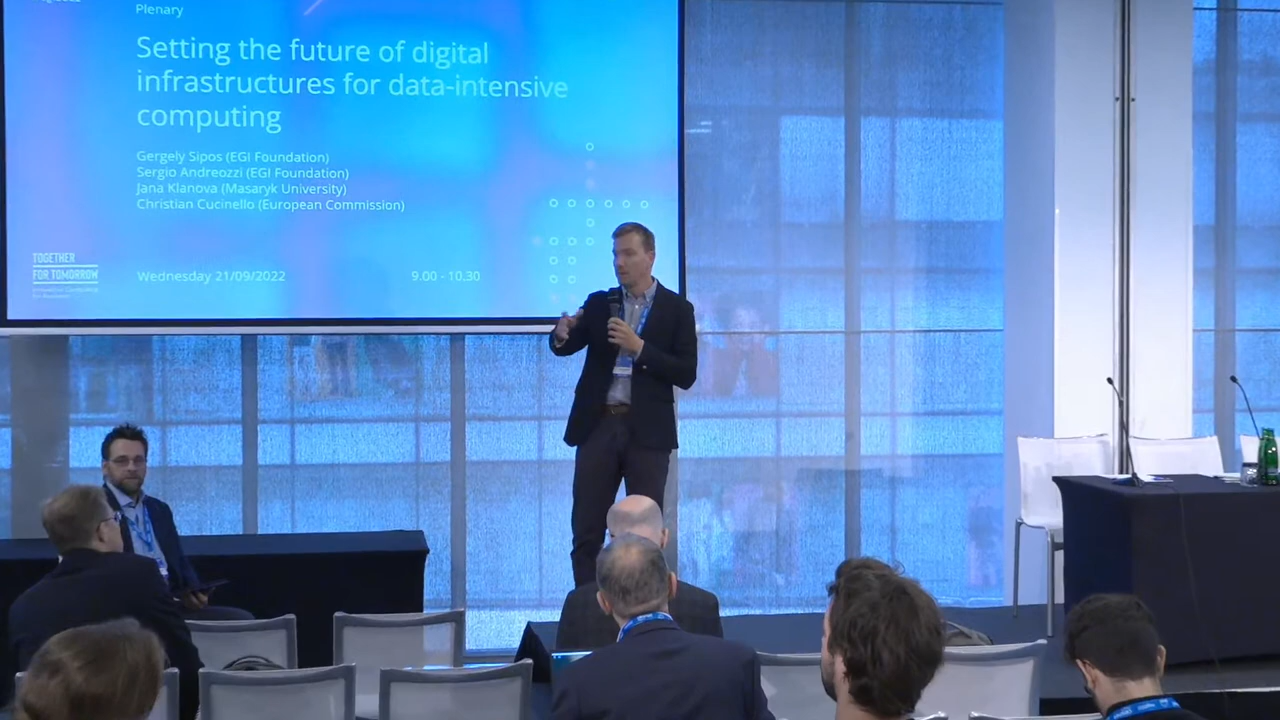 Plenary
Setting the future of digital
infrastructures for data-intensive
computing
Gergely Sipos (EGI Foundation)
Sergio Andreozzi (EGI Foundation)
Jana Klanova (Masaryk University)
Christian Cucinello (European Commission)
TOGETHER
FOR TOMORROW
Wednesday 21/09/2022
9.00 - 10.30